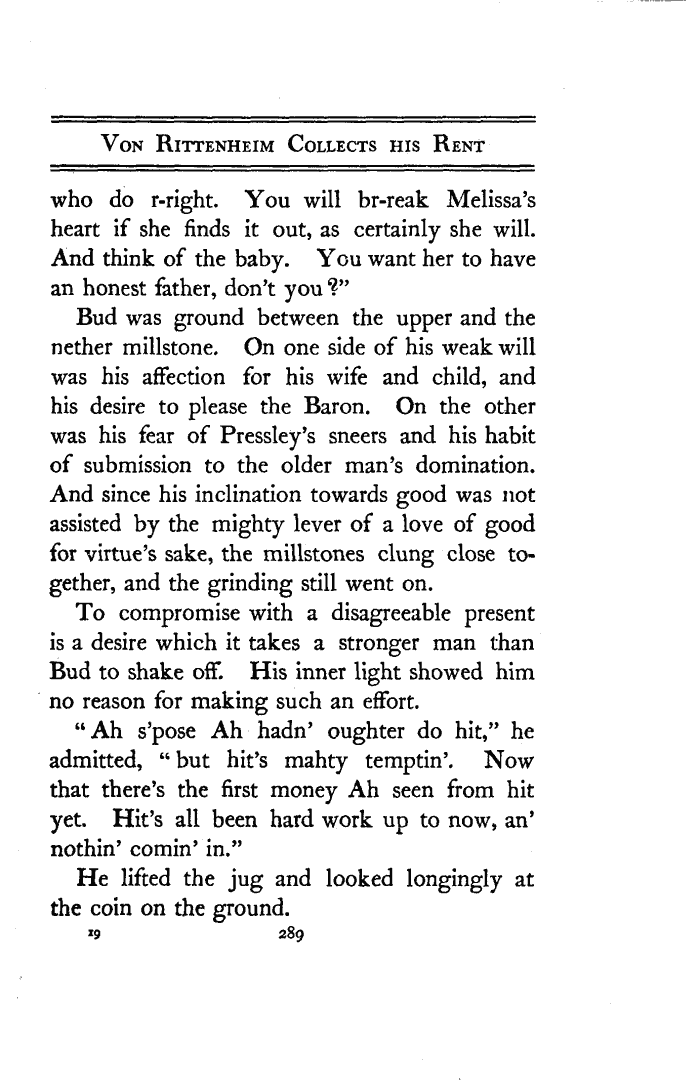 Von Rittenheim Collects his Rent
who do r-right. You will br-reak Melissa's
heart if she finds it out, as certainly she will.
And think of the baby. You want her to have
an honest father, don't you?"
Bud was ground between the upper and the
nether millstone. On one side of his weak will
was his affection for his wife and child, and
his desire to please the Baron. On the other
was his fear of Pressley's sneers and his habit
of submission to the older man's domination.
And since his inclination towards good was not
assisted by the mighty lever of a love of good
for virtue's sake, the millstones clung close to-
gether, and the grinding still went on.
To compromise with a disagreeable present
is a desire which it takes a stronger man than
Bud to shake off. His inner light showed him
no reason for making such an effort.
"Ah s'pose Ah hadn' oughter do hit," he
admitted, "but hit's mahty temptin'. Now
that there's the first money Ah seen from hit
yet. Hit's all been hard work up to now, an'
nothin' comin' in."
He lifted the jug and looked longingly at
the coin on the ground.
19 289